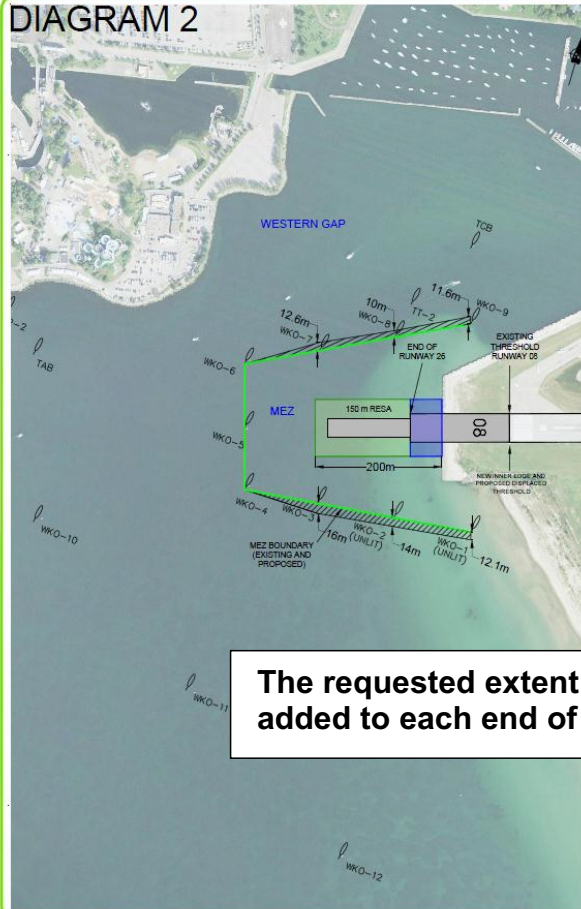 DIAGRAM 2
WESTERN GAP
TCB
11.6m
WKO-9
10m
TT-2
WKO-8
12.6m
WKO-7
END OF
RUNWAY 26
EXISTING
THRESHOLD
RUNWAY 08
-2
TAB
WKO-6
MEZ
150 m RESA
08
WKO-5
200m
NEW INNER EDGE AND
PROPOSED DISPLACED
THRESHOLD
WKO-4
WKO-3
16m
WKO-2
(UNLIT)
14m
WKO-1
(UNLIT)
12.1m
MEZ BOUNDARY
(EXISTING AND
PROPOSED)
WKO-10
The requested extent
added to each end of
WKO-11
WKO-12